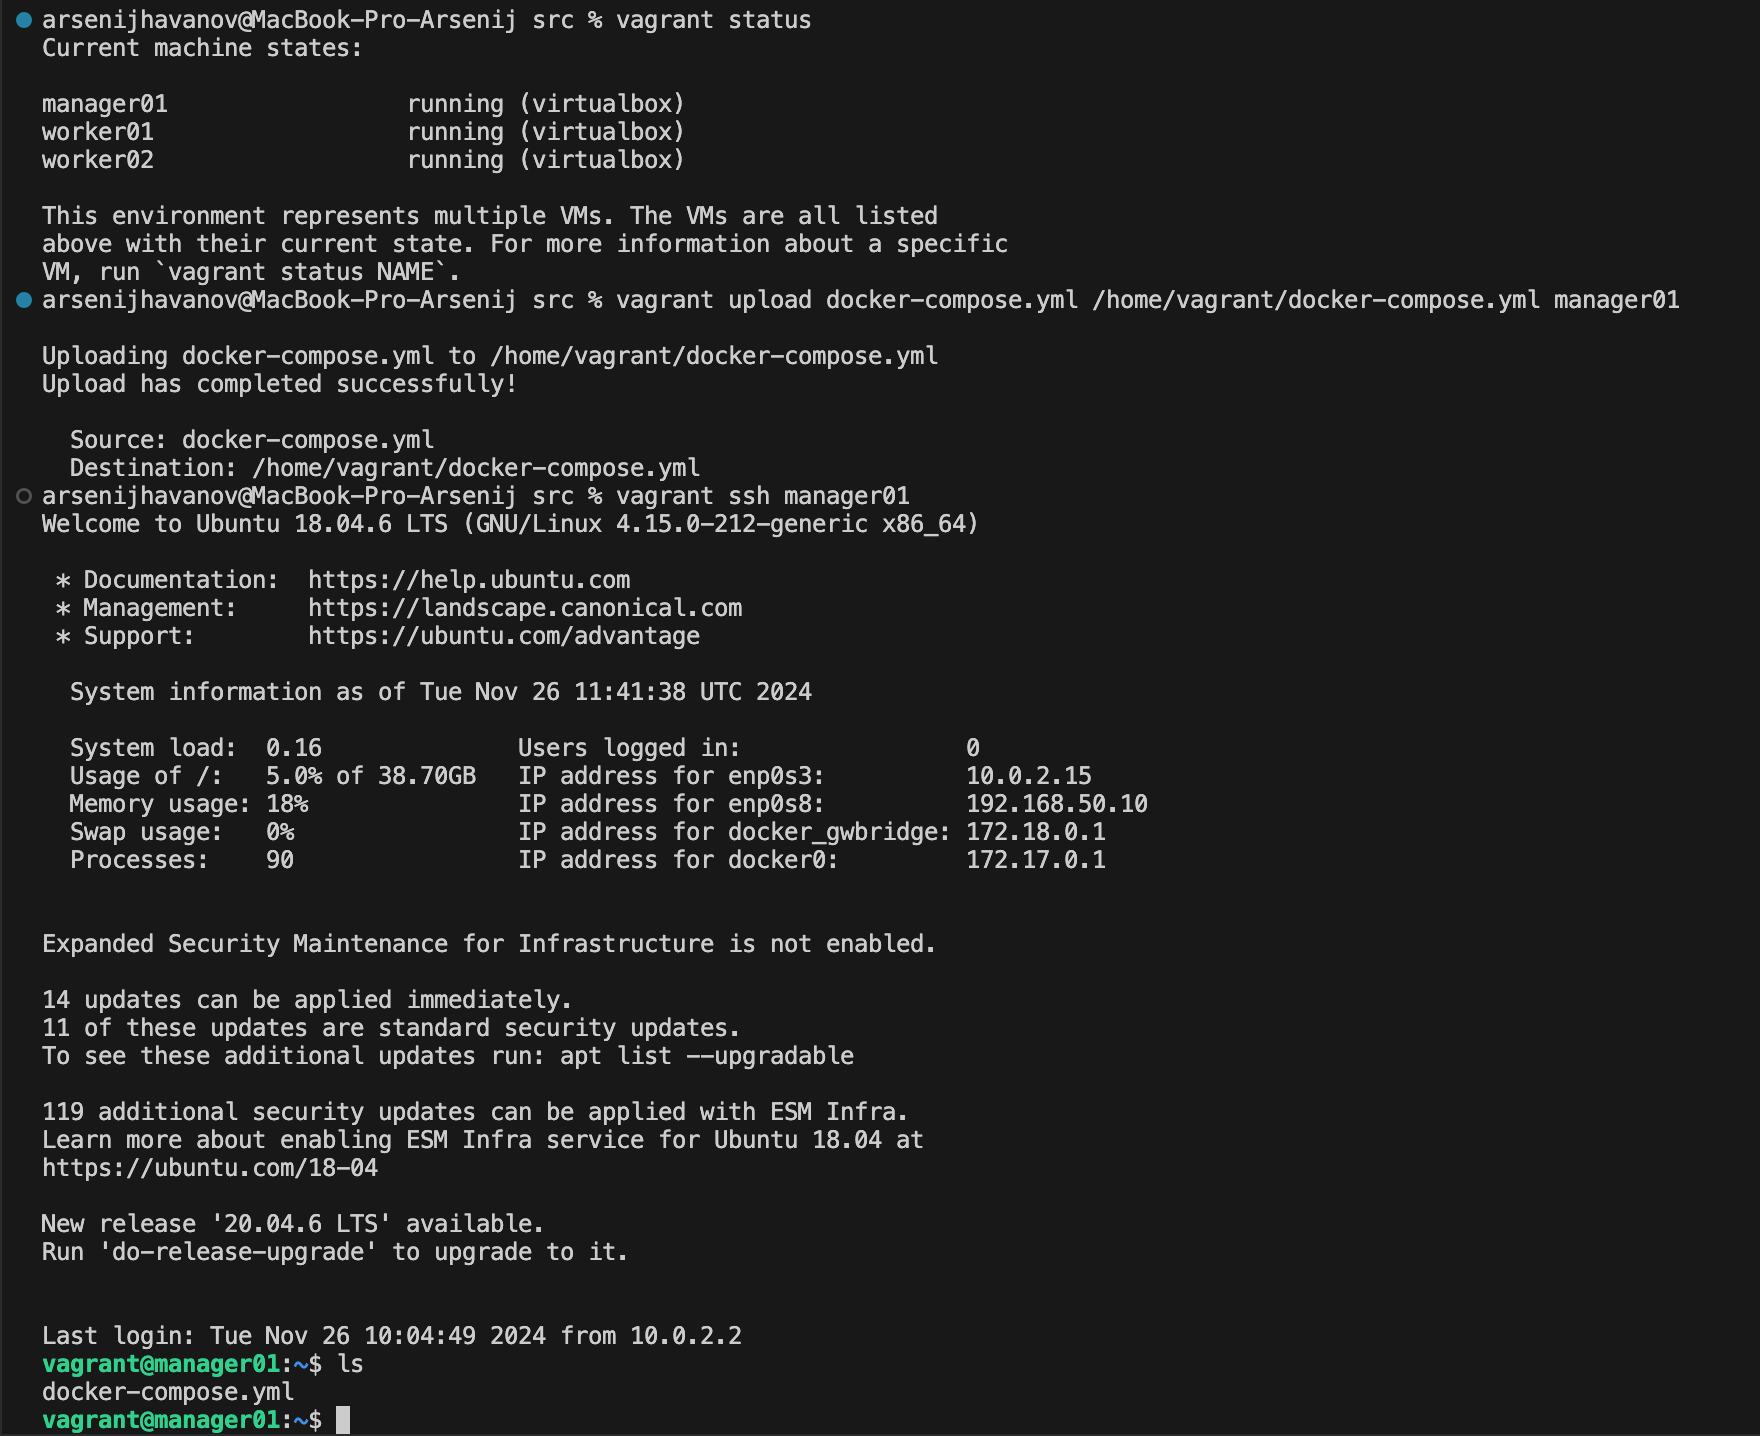 arsenijhavanov@MacBook-Pro-Arsenij src % vagrant status
Current machine states:
manager01                 running (virtualbox)
worker01                  running (virtualbox)
worker02                  running (virtualbox)
This environment represents multiple VMs. The VMs are all listed
above with their current state. For more information about a specific
VM, run `vagrant status NAME`.
arsenijhavanov@MacBook-Pro-Arsenij src % vagrant upload docker-compose.yml /home/vagrant/docker-compose.yml manager01
Uploading docker-compose.yml to /home/vagrant/docker-compose.yml
Upload has completed successfully!
  Source: docker-compose.yml
  Destination: /home/vagrant/docker-compose.yml
arsenijhavanov@MacBook-Pro-Arsenij src % vagrant ssh manager01
Welcome to Ubuntu 18.04.6 LTS (GNU/Linux 4.15.0-212-generic x86_64)
 * Documentation:  https://help.ubuntu.com
 * Management:     https://landscape.canonical.com
 * Support:        https://ubuntu.com/advantage
  System information as of Tue Nov 26 11:41:38 UTC 2024
  System load:  0.16              Users logged in:                0
  Usage of /:   5.0% of 38.70GB   IP address for enp0s3:          10.0.2.15
  Memory usage: 18%               IP address for enp0s8:          192.168.50.10
  Swap usage:   0%                IP address for docker_gwbridge: 172.18.0.1
  Processes:    90                IP address for docker0:         172.17.0.1
Expanded Security Maintenance for Infrastructure is not enabled.
14 updates can be applied immediately.
11 of these updates are standard security updates.
To see these additional updates run: apt list --upgradable
119 additional security updates can be applied with ESM Infra.
Learn more about enabling ESM Infra service for Ubuntu 18.04 at
https://ubuntu.com/18-04
New release '20.04.6 LTS' available.
Run 'do-release-upgrade' to upgrade to it.
Last login: Tue Nov 26 10:04:49 2024 from 10.0.2.2
vagrant@manager01:~$ ls
docker-compose.yml
vagrant@manager01:~$